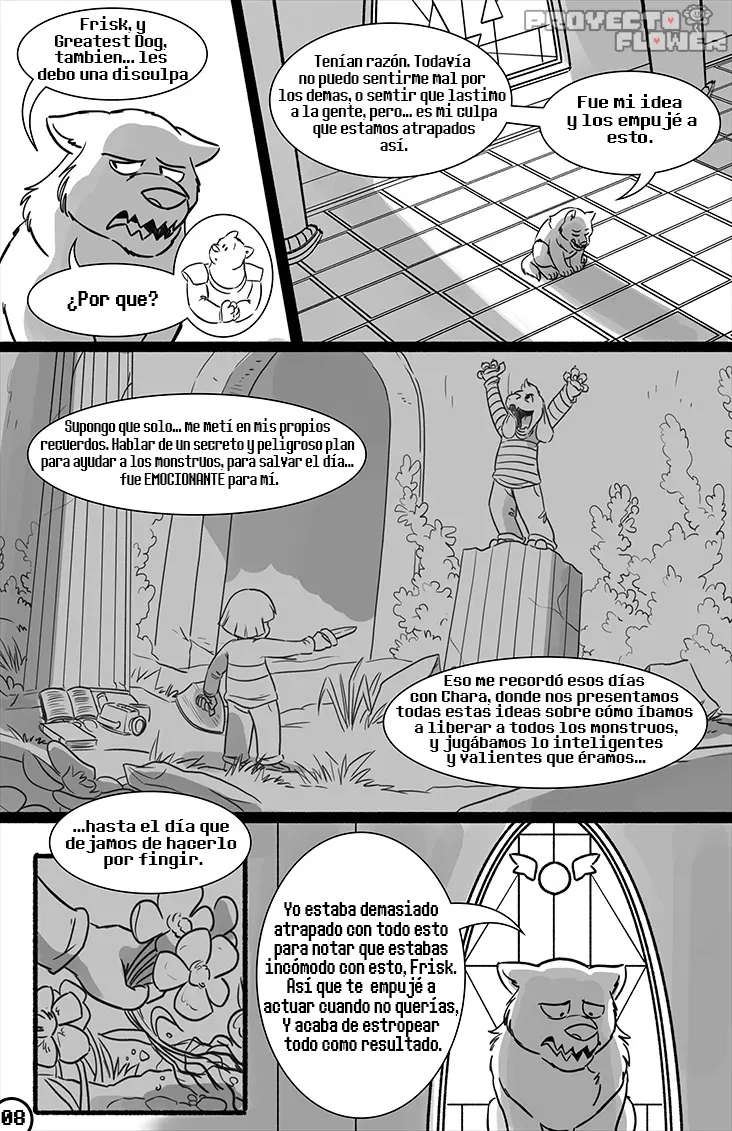 PROYECTO
FLOWER
Frisk, y
Greatest Dog,
tambien... les
debo una disculpa
¿Por que?
Tenían razón. Todavía
no puedo sentirme mal por
los demas, o semtir que lastimo
a la gente, pero... es mi culpa
que estamos atrapados
así.
Fue mi idea
y los empujé a
esto.
Supongo que solo... me metí en mis propios
recuerdos. Hablar de un secreto y peligroso plan
para ayudar a los monstruos, para salvar el día...
fue EMOCIONANTE para mí.
Eso me recordó esos días
con Chara, donde nos presentamos
todas estas ideas sobre cómo íbamos
a liberar a todos los monstruos,
y jugábamos lo inteligentes
y valientes que éramos...
...hasta el día que
dejamos de hacerlo
por fingir.
Yo estaba demasiado
atrapado con todo esto
para notar que estabas
incómodo con esto, Frisk.
Así que te empujé a
actuar cuando no querías,
Y acaba de estropear
todo como resultado.
08